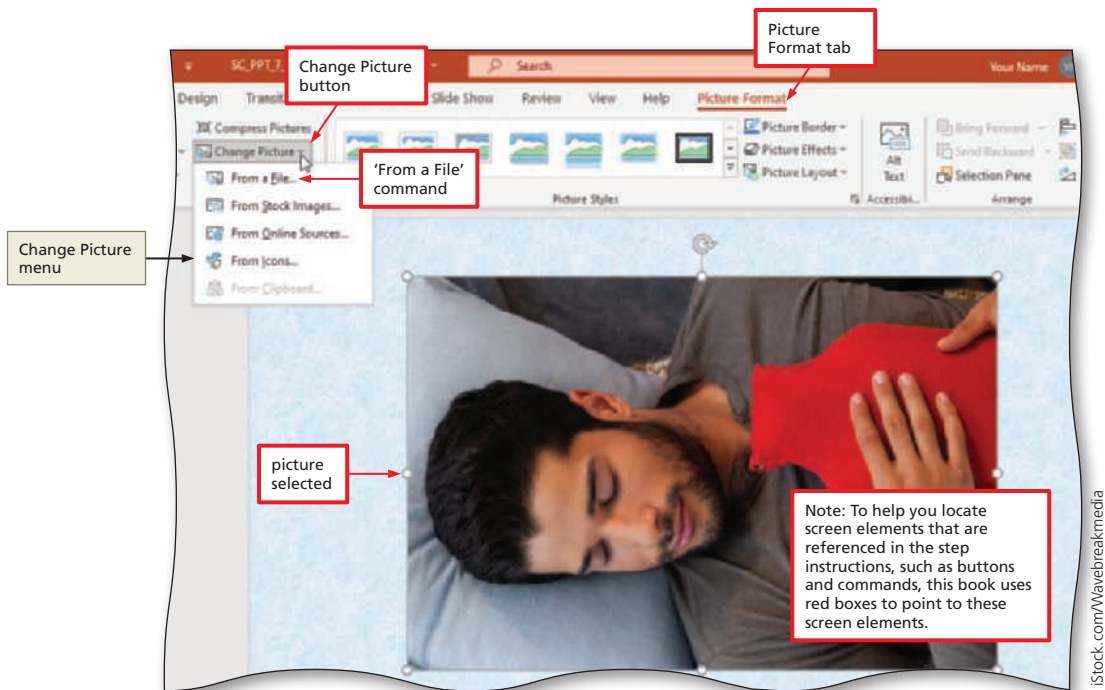 Picture
Format tab
SC_PPT_7_
Change Picture
button
Search
Your Name
Design
Transiti
Slide Show
Review
View
Help
Picture Format
Compress Pictures
Change Picture
Picture Border
Picture Effects
Picture Layout
Alt
Text
Bring Forward
Send Backward
Selection Pane
'From a File'
command
From a File...
From Stock Images...
From Online Sources...
From Icons...
From Clipboard...
Picture Styles
Accessibi...
Arrange
Change Picture
menu
picture
selected
Note: To help you locate
screen elements that are
referenced in the step
instructions, such as buttons
and commands, this book uses
red boxes to point to these
screen elements.
iStock.com/Wavebreakmedia